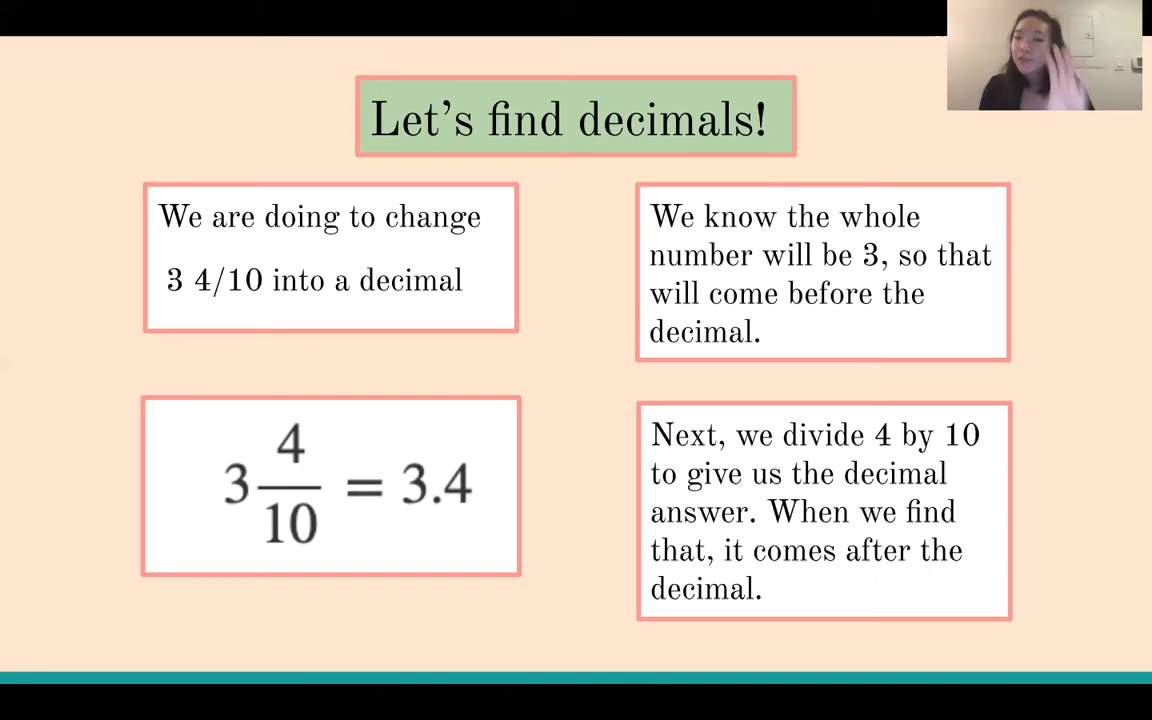 Let's find decimals!
We are doing to change
3 4/10 into a decimal
We know the whole
number will be 3, so that
will come before the
decimal.
3 4/10 = 3.4
Next, we divide 4 by 10
to give us the decimal
answer. When we find
that, it comes after the
decimal.